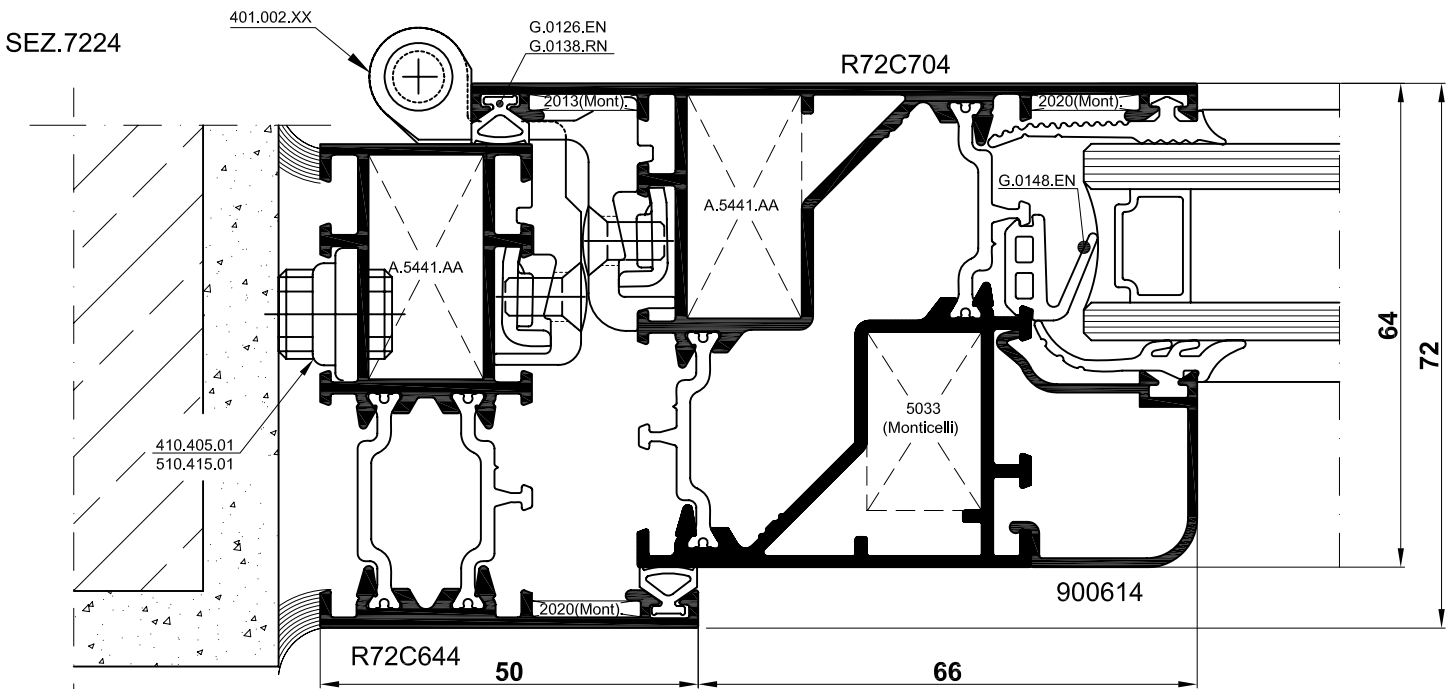 SEZ.7224
401.002.XX
G.0126.EN
G.0138.RN
R72C704
2013(Mont).
2020(Mont).
G.0148.EN
A.5441.AA
A.5441.AA
64
72
5033
(Monticelli)
410.405.01
510.415.01
2020(Mont).
900614
R72C644
50
66